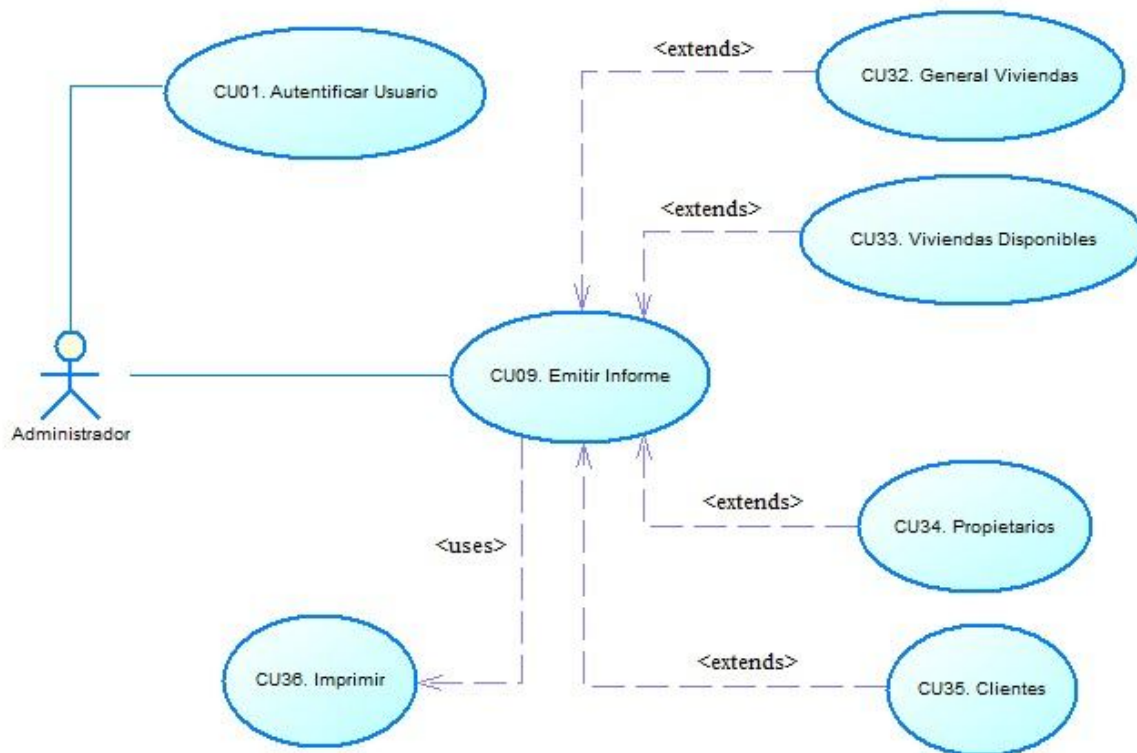 <extends>
CU32. General Viviendas
CU01. Autentificar Usuario
<extends>
CU33. Viviendas Disponibles
CU09. Emitir Informe
Administrador
<extends>
CU34. Propietarios
<uses>
<extends>
CU36. Imprimir
CU35. Clientes